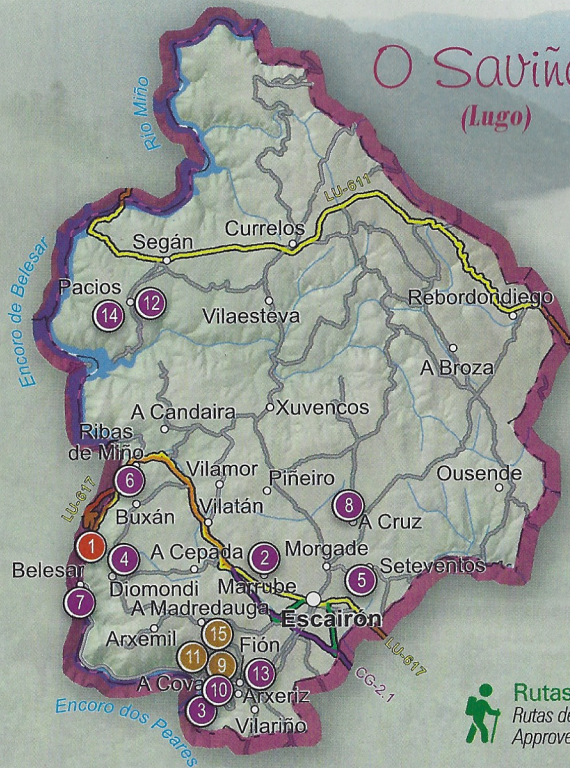 O Saviña
(Lugo)
Río Miño
LU-611
Currelos
Segán
Encoro de Belesar
Pacios
14
12
Vilaesteva
Rebordondiego
A Broza
A Candaira
Xuvencos
Ribas
de Miño
LU-617
6
Vilamor
Piñeiro
Ousende
Buxán
Vilatán
8
A Cruz
1
4
A Cepada
2
Morgade
5
Seteventos
Belesar
Diomondi
Marrube
7
A Madredauga
Escairón
Arxemil
15
Fión
LU-617
11
9
13
CG-2.1
A Cova
10
Arxeriz
3
Vilariño
Encoro dos Peares
Rutas
Rutas de
Approve